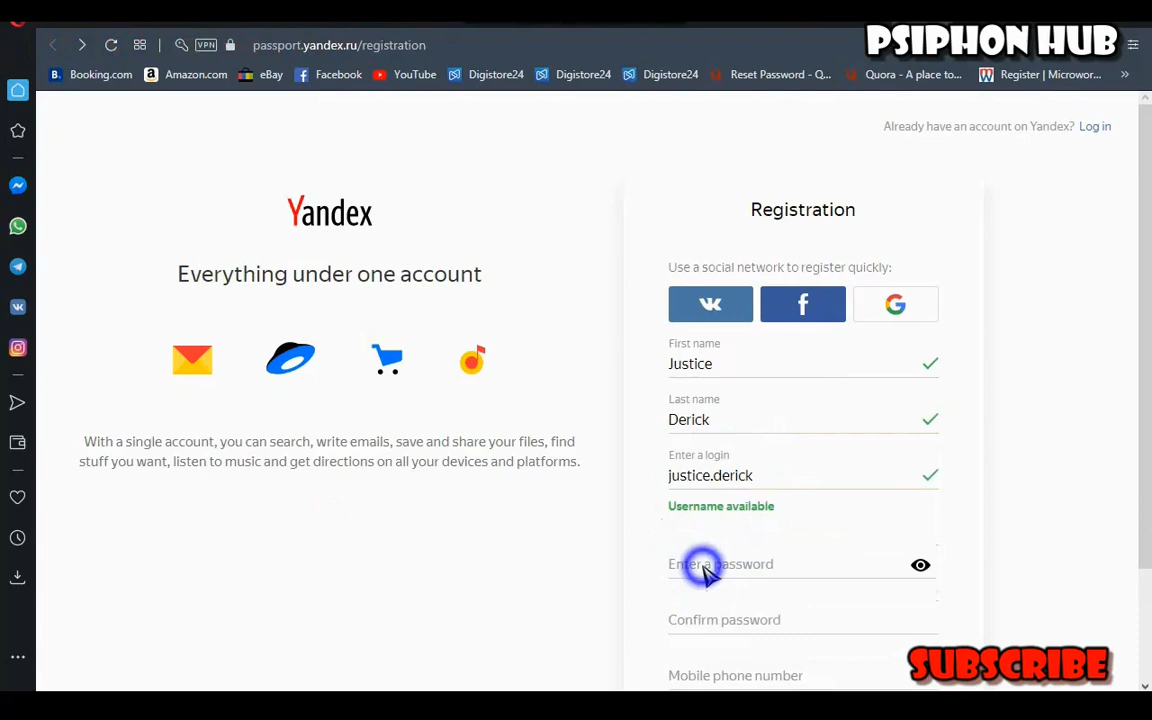 PSIPHON HUB
VPN passport.yandex.ru/registration
B. Booking.com a Amazon.com eBay Facebook YouTube Digistore24 Digistore24 Digistore24 Reset Password - Q... Quora - A place to... W Register | Microwor... »
Already have an account on Yandex? Log in
Yandex
Everything under one account
With a single account, you can search, write emails, save and share your files, find
stuff you want, listen to music and get directions on all your devices and platforms.
Registration
Use a social network to register quickly:
First name
Justice
Last name
Derick
Enter a login
justice.derick
Username available
Enter a password
Confirm password
Mobile phone number
SUBSCRIBE